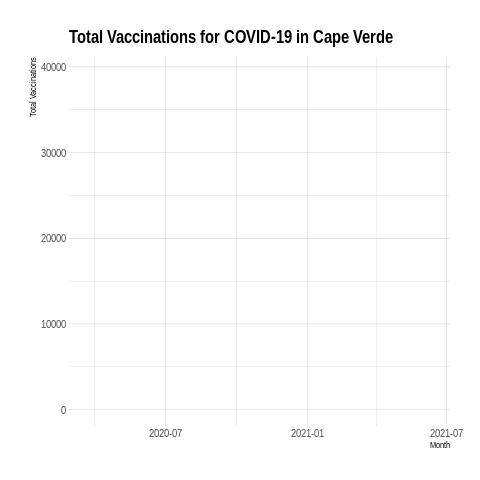 Total Vaccinations for COVID-19 in Cape Verde
Total Vaccinations
40000
30000
20000
10000
0
2020-07 2021-01 2021-07
Month